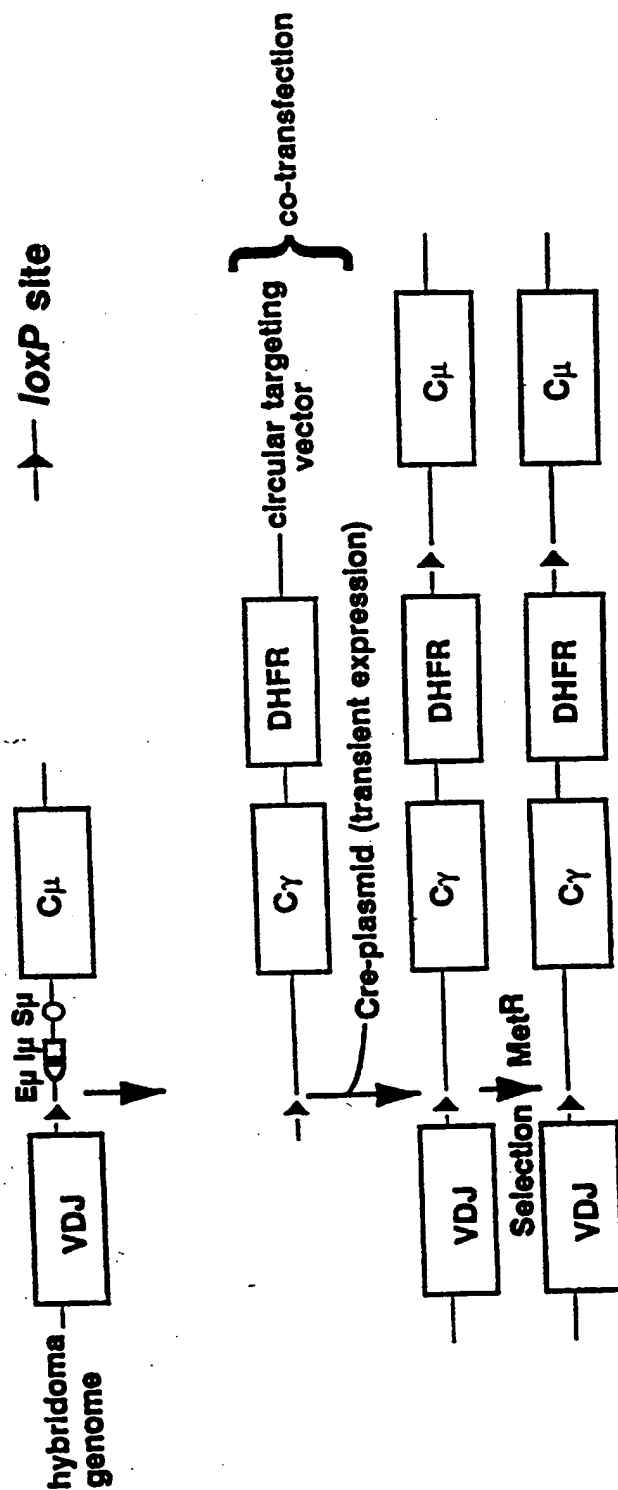 loxP site
hybridoma
genome
VDJ
Eμ Iμ Sμ
Cμ
Cγ
DHFR
circular targeting
vector
co-transfection
Cre-plasmid (transient expression)
VDJ
Cγ
DHFR
Cμ
Selection MetR
VDJ
Cγ
DHFR
Cμ